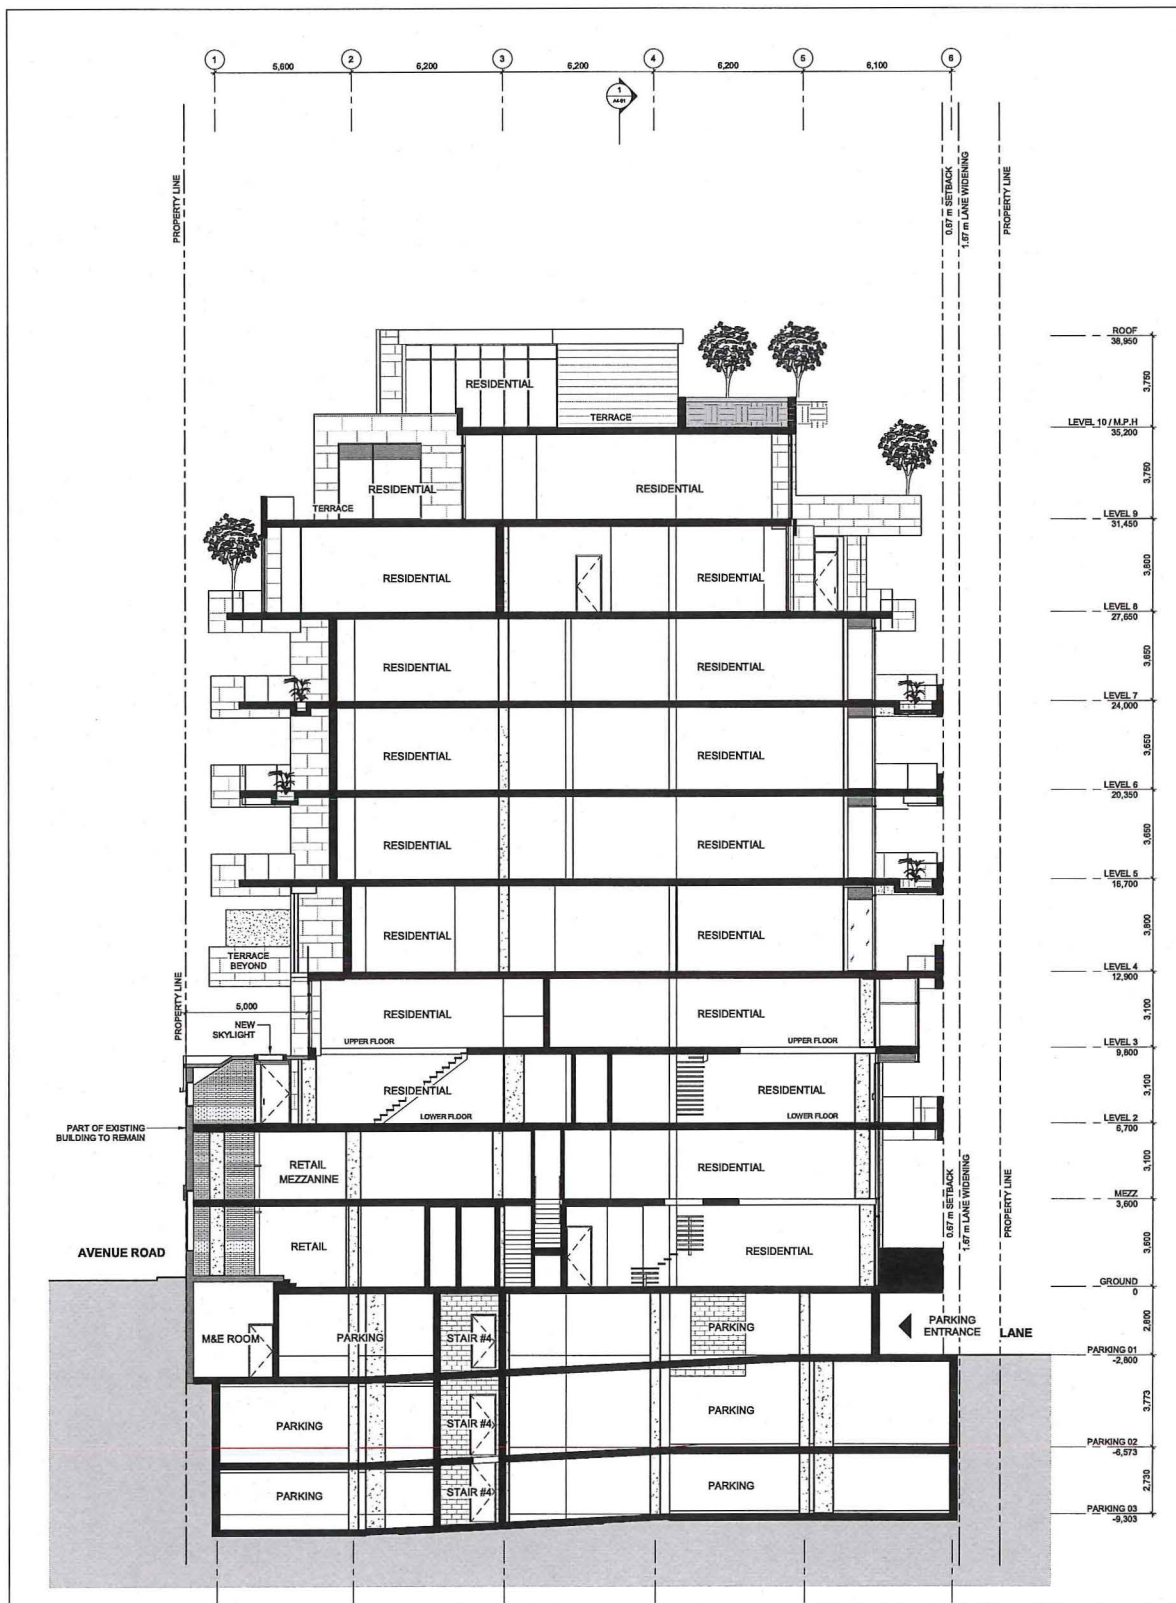 1 2 3 4 5 6
5,600 6,200 6,200 6,200 6,100
1
A4-01
PROPERTY LINE
0.67 m SETBACK
1.67 m LANE WIDENING
PROPERTY LINE
ROOF
38,950
3,750
RESIDENTIAL
TERRACE
LEVEL 10 / M.P.H
35,200
3,750
RESIDENTIAL
RESIDENTIAL
TERRACE
LEVEL 9
31,450
3,800
RESIDENTIAL
RESIDENTIAL
LEVEL 8
27,650
3,650
RESIDENTIAL
RESIDENTIAL
LEVEL 7
24,000
3,650
RESIDENTIAL
RESIDENTIAL
LEVEL 6
20,350
3,650
RESIDENTIAL
RESIDENTIAL
LEVEL 5
16,700
3,800
RESIDENTIAL
RESIDENTIAL
TERRACE
BEYOND
LEVEL 4
12,900
3,100
PROPERTY LINE
5,000
NEW
SKYLIGHT
RESIDENTIAL
RESIDENTIAL
UPPER FLOOR
UPPER FLOOR
LEVEL 3
9,800
3,100
RESIDENTIAL
RESIDENTIAL
LOWER FLOOR
LOWER FLOOR
LEVEL 2
6,700
3,100
PART OF EXISTING
BUILDING TO REMAIN
RETAIL
MEZZANINE
RESIDENTIAL
0.67 m SETBACK
1.67 m LANE WIDENING
PROPERTY LINE
MEZZ
3,600
3,600
AVENUE ROAD
RETAIL
RESIDENTIAL
GROUND
0
2,800
M&E ROOM
PARKING
STAIR #4
PARKING
PARKING
ENTRANCE
LANE
PARKING 01
-2,800
3,773
PARKING
STAIR #4
PARKING
PARKING 02
-6,573
2,730
PARKING
STAIR #4
PARKING
PARKING 03
-9,303